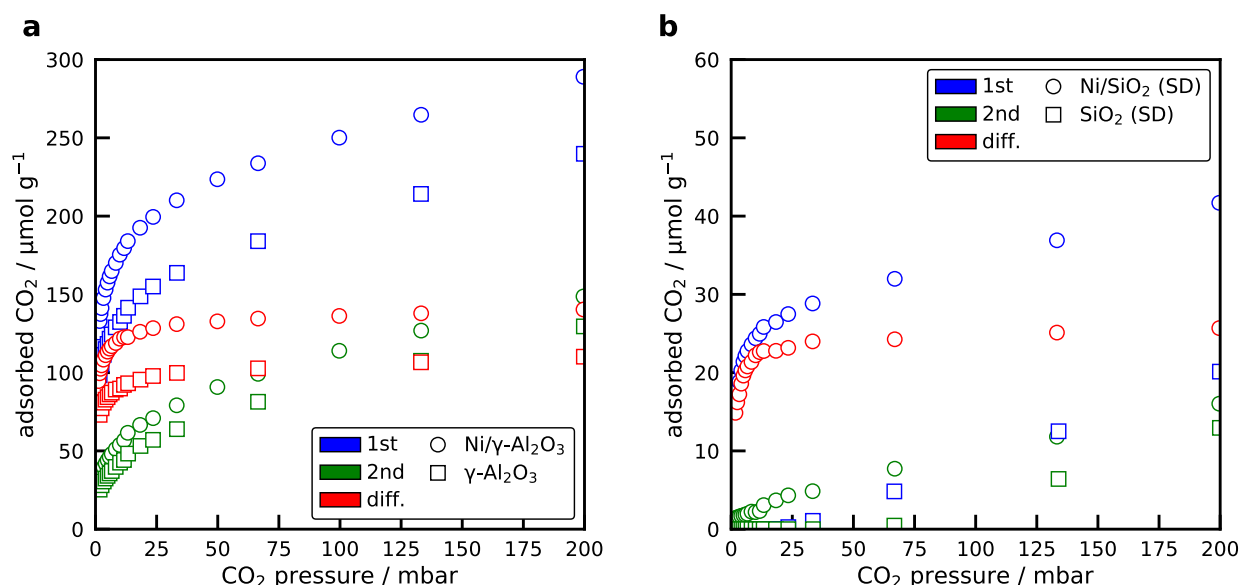 a
300
250
200
150
100
50
0
adsorbed CO₂ / μmol g⁻¹
0 25 50 75 100 125 150 175 200
CO₂ pressure / mbar
1st
2nd
diff.
Ni/γ-Al₂O₃
γ-Al₂O₃
b
60
50
40
30
20
10
0
adsorbed CO₂ / μmol g⁻¹
0 25 50 75 100 125 150 175 200
CO₂ pressure / mbar
1st
2nd
diff.
Ni/SiO₂ (SD)
SiO₂ (SD)